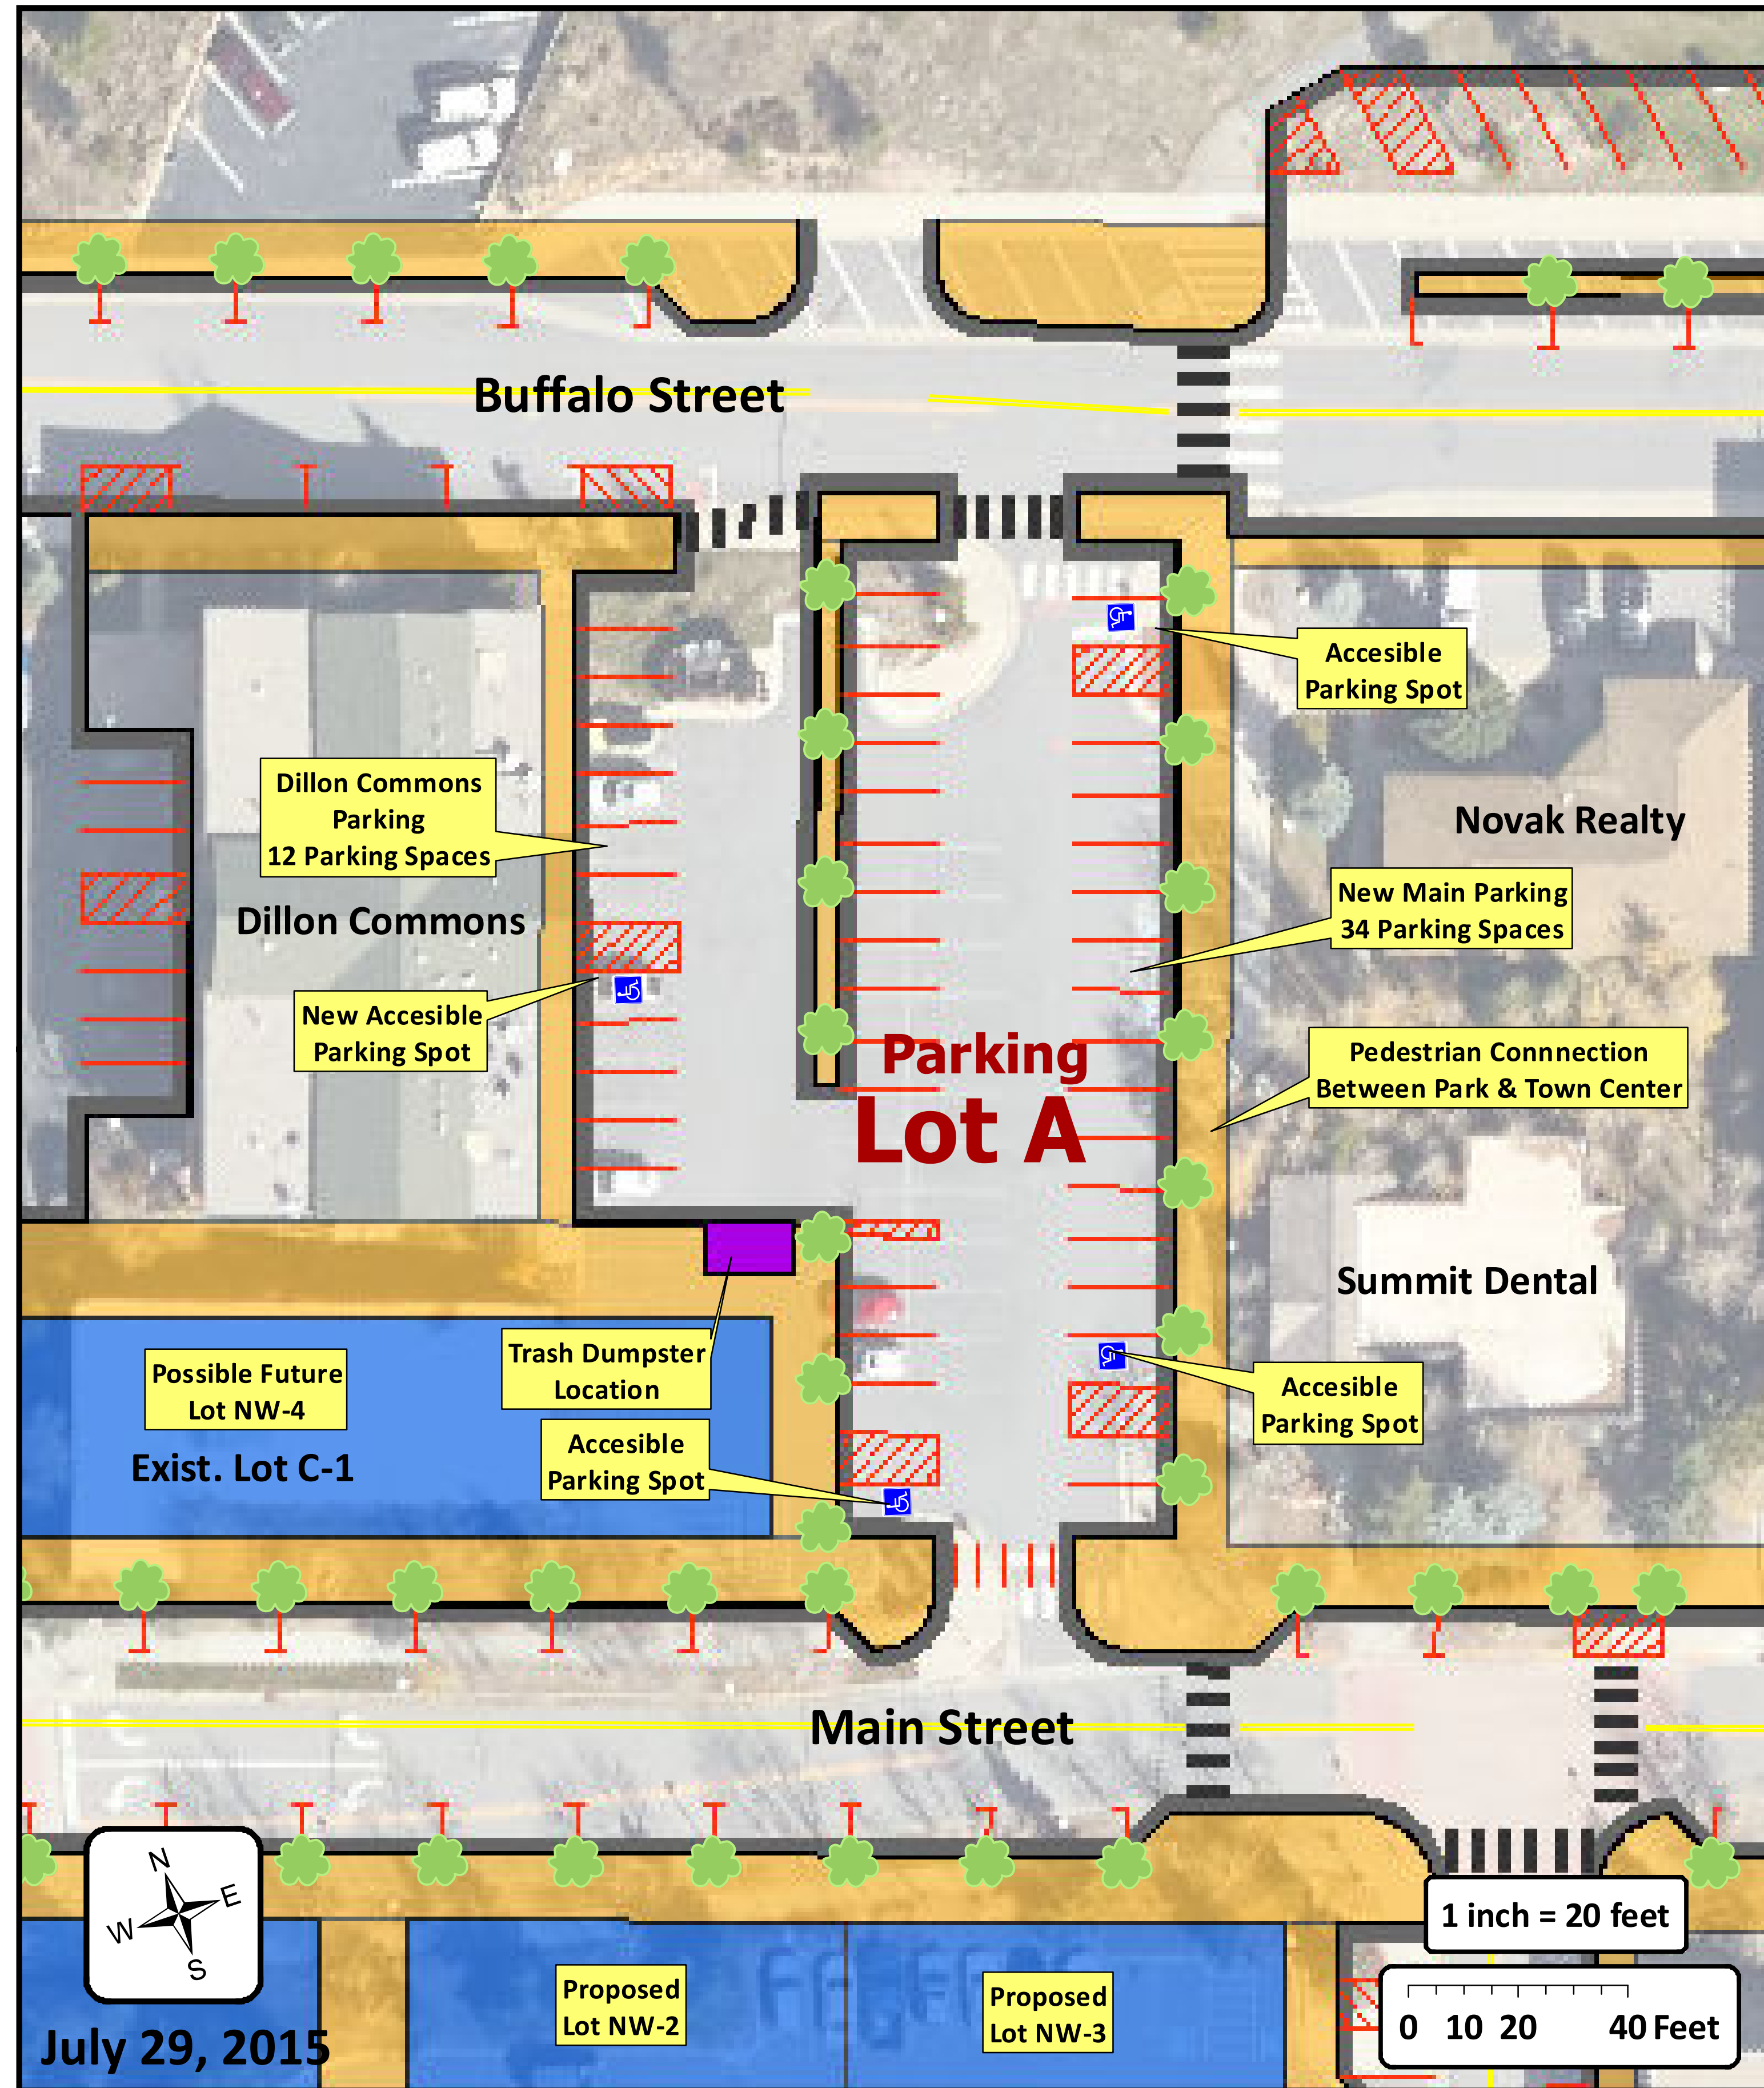 Buffalo Street
Accesible
Parking Spot
Dillon Commons
Parking
12 Parking Spaces
Novak Realty
New Main Parking
34 Parking Spaces
Dillon Commons
New Accesible
Parking Spot
Parking
Lot A
Pedestrian Connnection
Between Park & Town Center
Summit Dental
Trash Dumpster
Location
Possible Future
Lot NW-4
Accesible
Parking Spot
Accesible
Parking Spot
Exist. Lot C-1
Main Street
N
E
W
S
1 inch = 20 feet
Proposed
Lot NW-2
Proposed
Lot NW-3
0 10 20 40 Feet
July 29, 2015